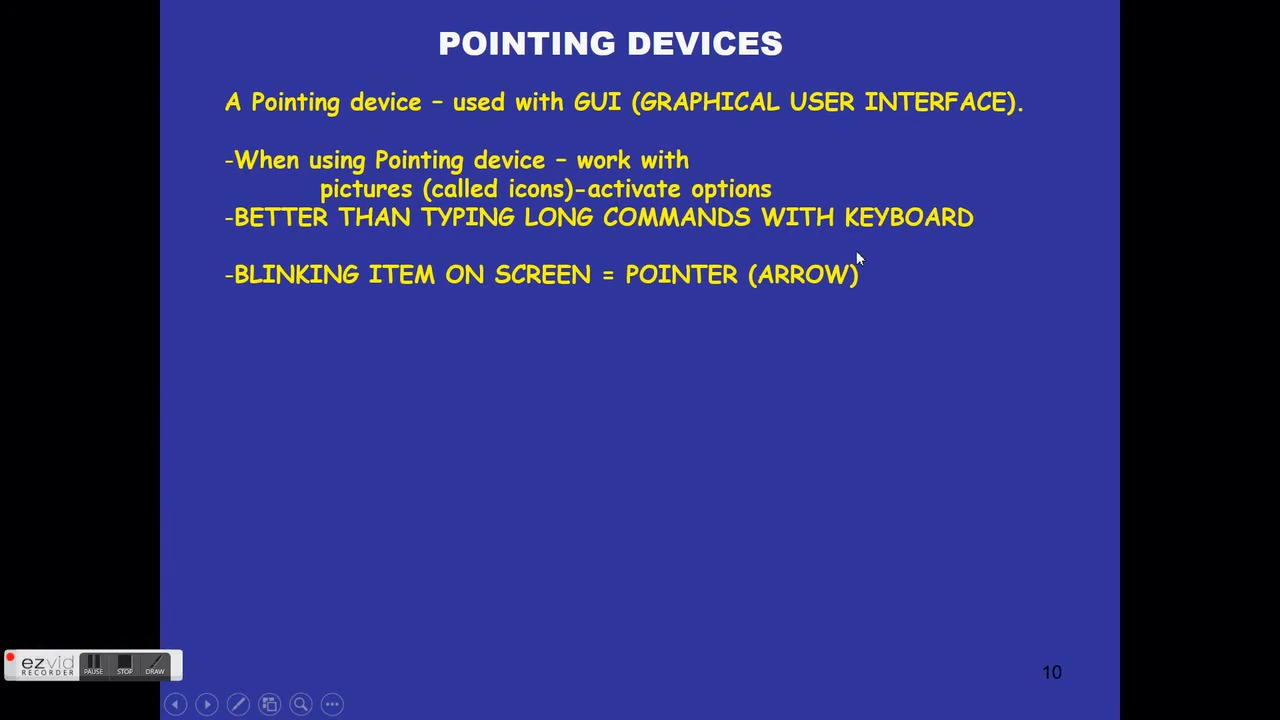 POINTING DEVICES
A Pointing device – used with GUI (GRAPHICAL USER INTERFACE).
-When using Pointing device – work with
pictures (called icons)-activate options
-BETTER THAN TYPING LONG COMMANDS WITH KEYBOARD
-BLINKING ITEM ON SCREEN = POINTER (ARROW)
ezvid
RECORDER
PAUSE STOP DRAW
10